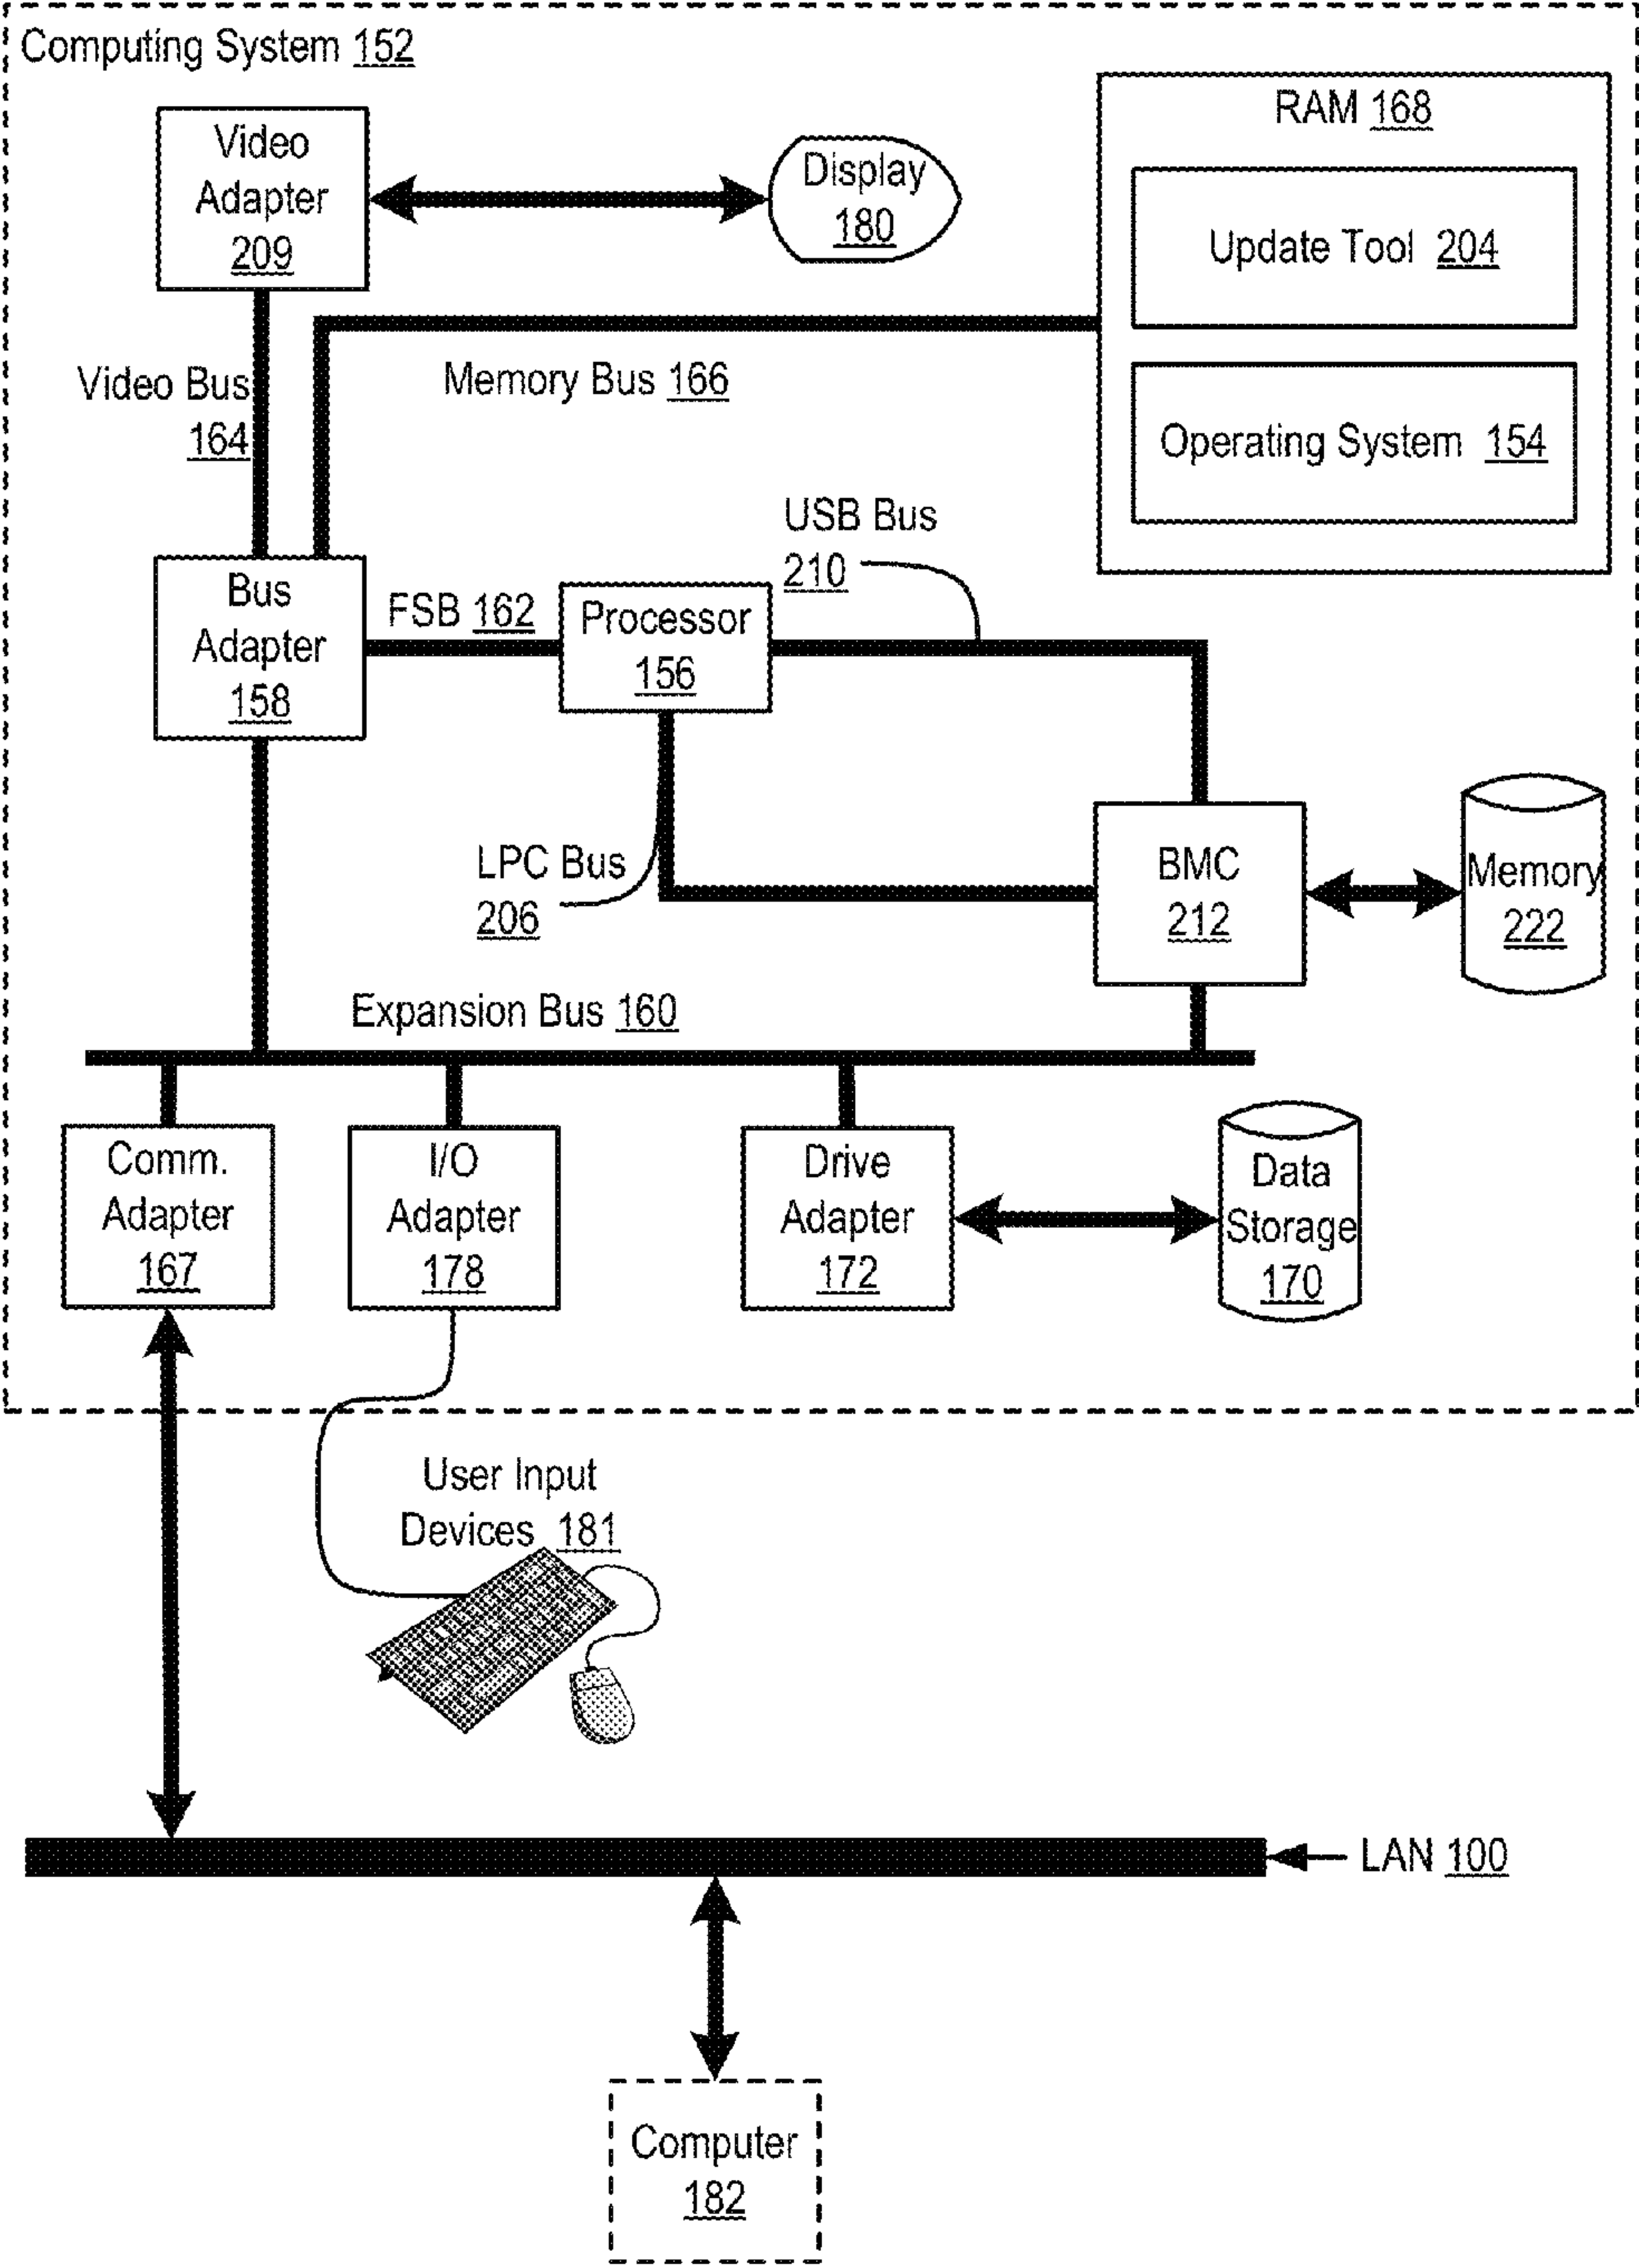 Computing System 152
Video
Adapter
209
Display
180
RAM 168
Update Tool 204
Operating System 154
Video Bus
164
Memory Bus 166
USB Bus
210
Bus
Adapter
158
FSB 162
Processor
156
LPC Bus
206
BMC
212
Memory
222
Expansion Bus 160
Comm.
Adapter
167
I/O
Adapter
178
Drive
Adapter
172
Data
Storage
170
User Input
Devices 181
LAN 100
Computer
182